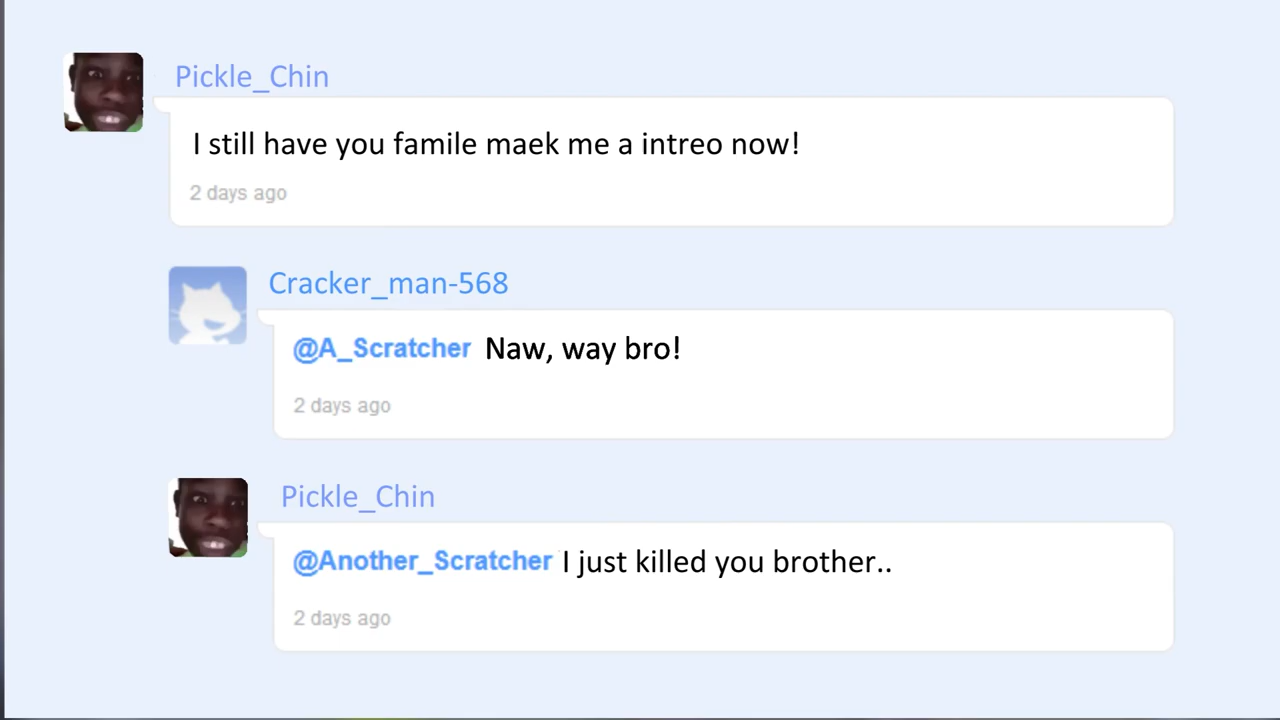 Pickle_Chin
I still have you famile maek me a intreo now!
2 days ago
Cracker_man-568
@A_Scratcher Naw, way bro!
2 days ago
Pickle_Chin
@Another_Scratcher I just killed you brother..
2 days ago